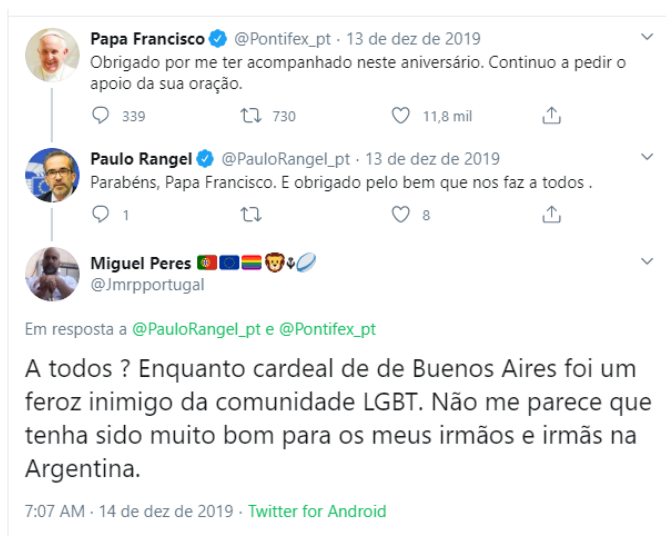 Papa Francisco @Pontifex_pt · 13 de dez de 2019
Obrigado por me ter acompanhado neste aniversário. Continuo a pedir o
apoio da sua oração.
339 730 11,8 mil
Paulo Rangel @PauloRangel_pt · 13 de dez de 2019
Parabéns, Papa Francisco. E obrigado pelo bem que nos faz a todos .
1 8
Miguel Peres 🇵🇹🇪🇺🏳️‍🌈🦁⚓🏉
@Jmrpportugal
Em resposta a @PauloRangel_pt e @Pontifex_pt
A todos ? Enquanto cardeal de de Buenos Aires foi um
feroz inimigo da comunidade LGBT. Não me parece que
tenha sido muito bom para os meus irmãos e irmãs na
Argentina.
7:07 AM · 14 de dez de 2019 · Twitter for Android